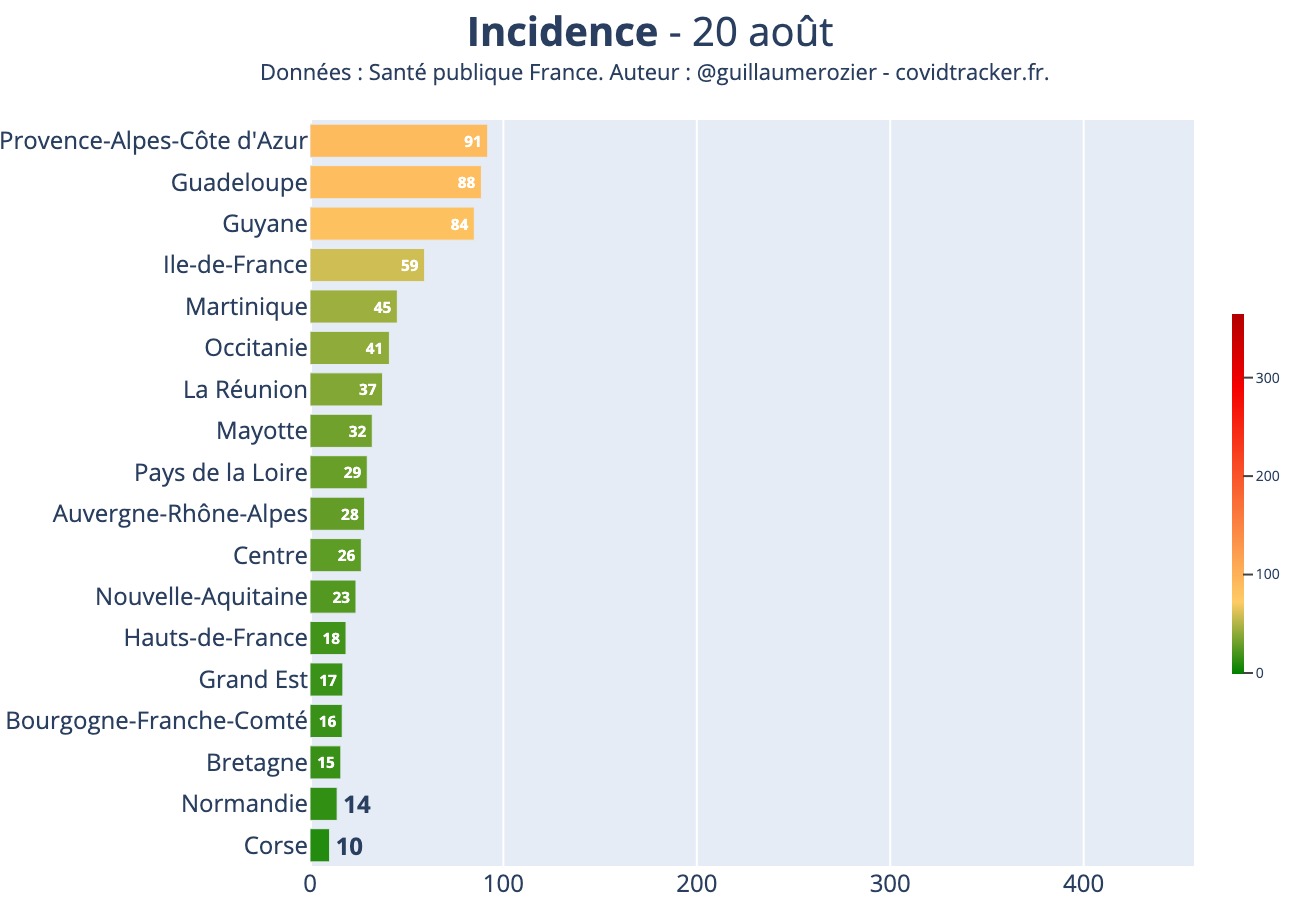 Incidence - 20 août
Données : Santé publique France. Auteur : @guillaumerozier - covidtracker.fr.
Provence-Alpes-Côte d'Azur 91
Guadeloupe 88
Guyane 84
Ile-de-France 59
Martinique 45
Occitanie 41
La Réunion 37
Mayotte 32
Pays de la Loire 29
Auvergne-Rhône-Alpes 28
Centre 26
Nouvelle-Aquitaine 23
Hauts-de-France 18
Grand Est 17
Bourgogne-Franche-Comté 16
Bretagne 15
Normandie 14
Corse 10
0 100 200 300 400
300
200
100
0